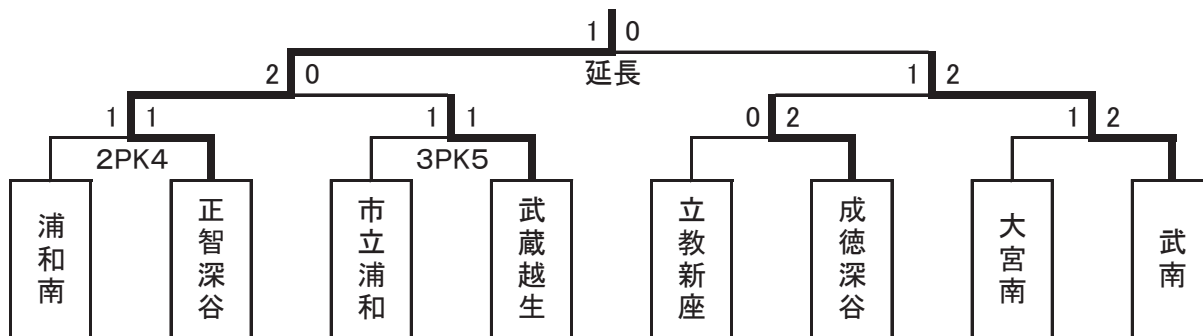 1 0
延長
2 0
1 2
1 1
1 1
0 2
1 2
2PK4
3PK5
浦和南
正智深谷
市立浦和
武蔵越生
立教新座
成徳深谷
大宮南
武南